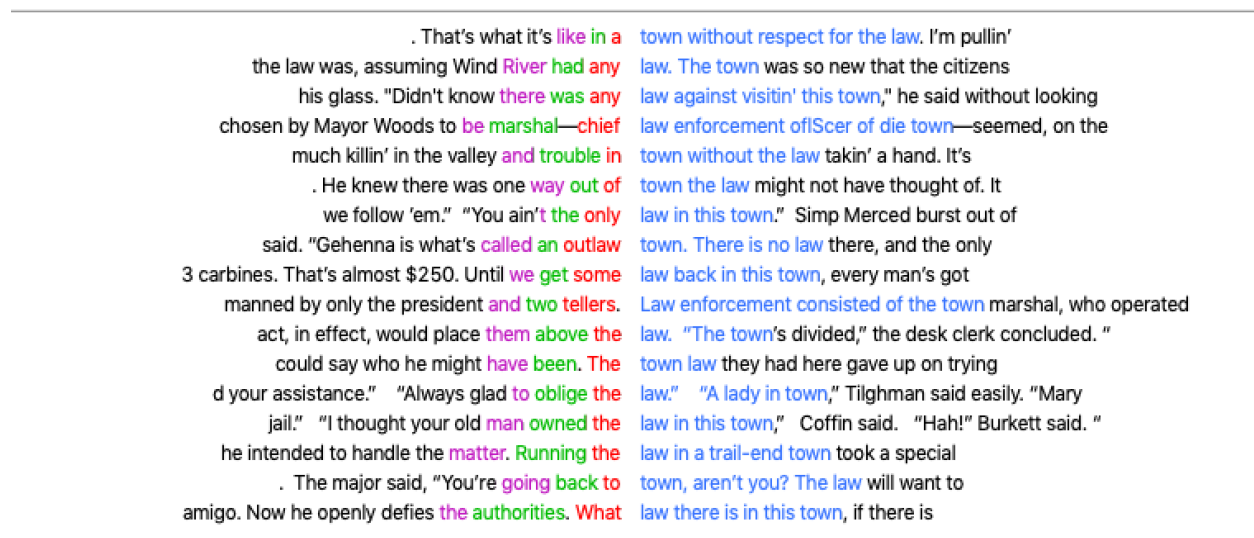 . That’s what it’s like in a town without respect for the law. I’m pullin’
the law was, assuming Wind River had any law. The town was so new that the citizens
his glass. "Didn't know there was any law against visitin' this town," he said without looking
chosen by Mayor Woods to be marshal—chief law enforcement oflScer of die town—seemed, on the
much killin’ in the valley and trouble in town without the law takin’ a hand. It’s
. He knew there was one way out of town the law might not have thought of. It
we follow ’em.” “You ain’t the only law in this town.” Simp Merced burst out of
said. “Gehenna is what’s called an outlaw town. There is no law there, and the only
3 carbines. That’s almost $250. Until we get some law back in this town, every man’s got
manned by only the president and two tellers. Law enforcement consisted of the town marshal, who operated
act, in effect, would place them above the law. “The town’s divided,” the desk clerk concluded. “
could say who he might have been. The town law they had here gave up on trying
d your assistance.” “Always glad to oblige the law.” “A lady in town,” Tilghman said easily. “Mary
jail.” “I thought your old man owned the law in this town,” Coffin said. “Hah!” Burkett said. “
he intended to handle the matter. Running the law in a trail-end town took a special
. The major said, “You’re going back to town, aren’t you? The law will want to
amigo. Now he openly defies the authorities. What law there is in this town, if there is